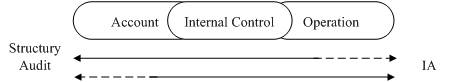 Account Internal Control Operation
Structury
Audit
IA